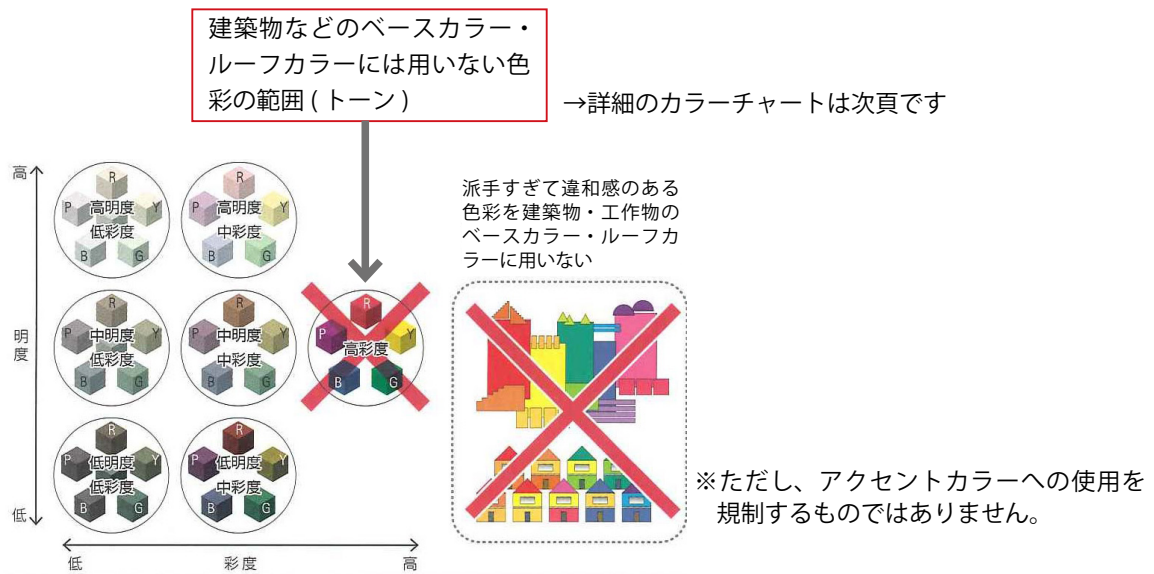 建築物などのベースカラー・
ルーフカラーには用いない色
彩の範囲 ( トーン )
→詳細のカラーチャートは次頁です
派手すぎて違和感のある
色彩を建築物・工作物の
ベースカラー・ルーフカ
ラーに用いない
高
明度
低
R
P 高明度 Y
低彩度
B G
R
P 高明度 Y
中彩度
B G
R
P 中明度 Y
低彩度
B G
R
P 中明度 Y
中彩度
B G
R
P Y
高彩度
B G
R
P 低明度 Y
低彩度
B G
R
P 低明度 Y
中彩度
B G
※ただし、アクセントカラーへの使用を
規制するものではありません。
低 彩度 高